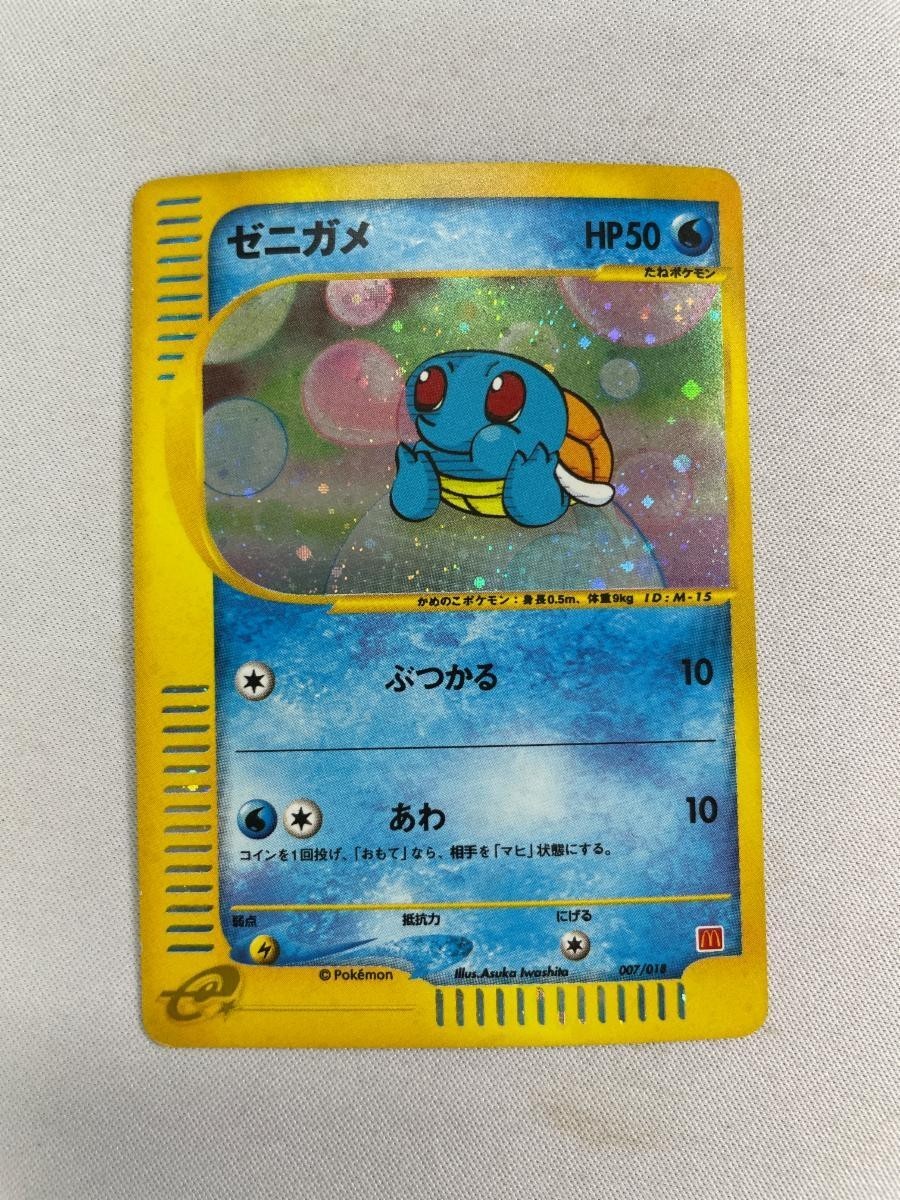 ゼニガメ HP50
たねポケモン
かめのこポケモン:身長0.5m、体重9kg ID:M-15
ぶつかる 10
あわ 10
コインを1回投げ、「おもて」なら、相手を「マヒ」状態にする。
弱点 抵抗力 にげる
©Pokémon Illus.Asuka Iwashita 007/018
e